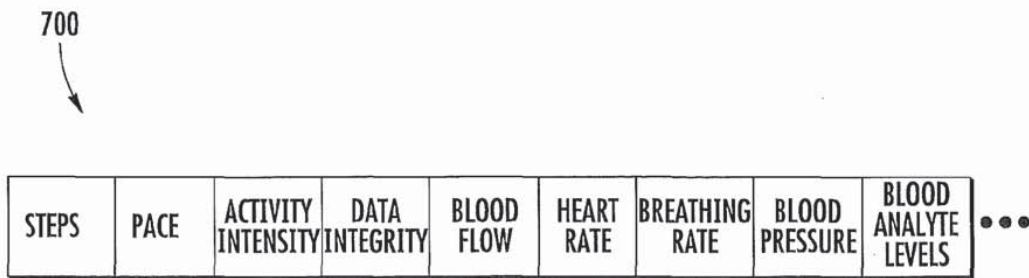 700
STEPS
PACE
ACTIVITY
INTENSITY
DATA
INTEGRITY
BLOOD
FLOW
HEART
RATE
BREATHING
RATE
BLOOD
PRESSURE
BLOOD
ANALYTE
LEVELS
●●●